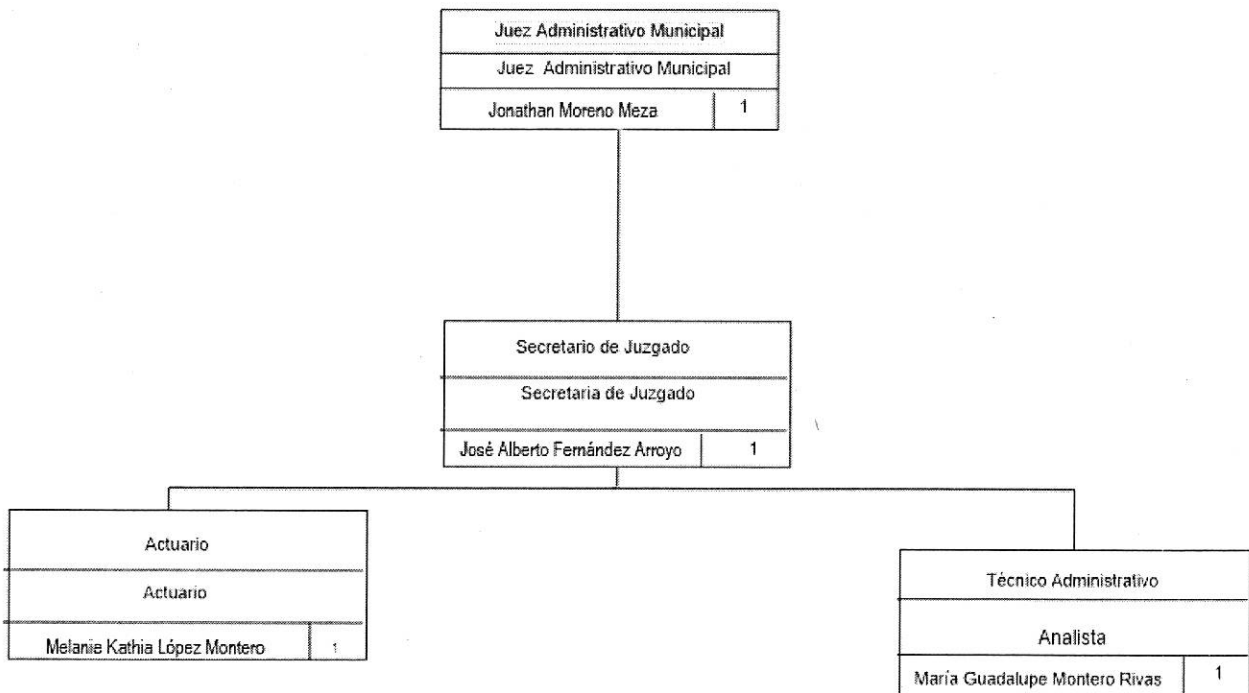 Juez Administrativo Municipal
Juez Administrativo Municipal
Jonathan Moreno Meza 1
Secretario de Juzgado
Secretaria de Juzgado
José Alberto Fernández Arroyo 1
Actuario
Actuario
Melanie Kathia López Montero 1
Técnico Administrativo
Analista
María Guadalupe Montero Rivas 1